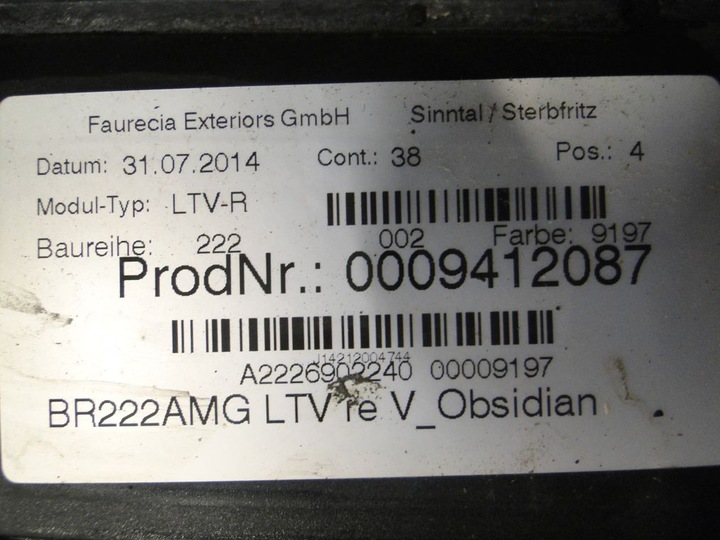 Faurecia Exteriors GmbH Sinntal / Sterbfritz
Datum: 31.07.2014 Cont.: 38 Pos.: 4
Modul-Typ: LTV-R
Baureihe: 222 002 Farbe: 9197
ProdNr.: 0009412087
J14212004744
A2226902240 00009197
BR222AMG LTV re V_Obsidian